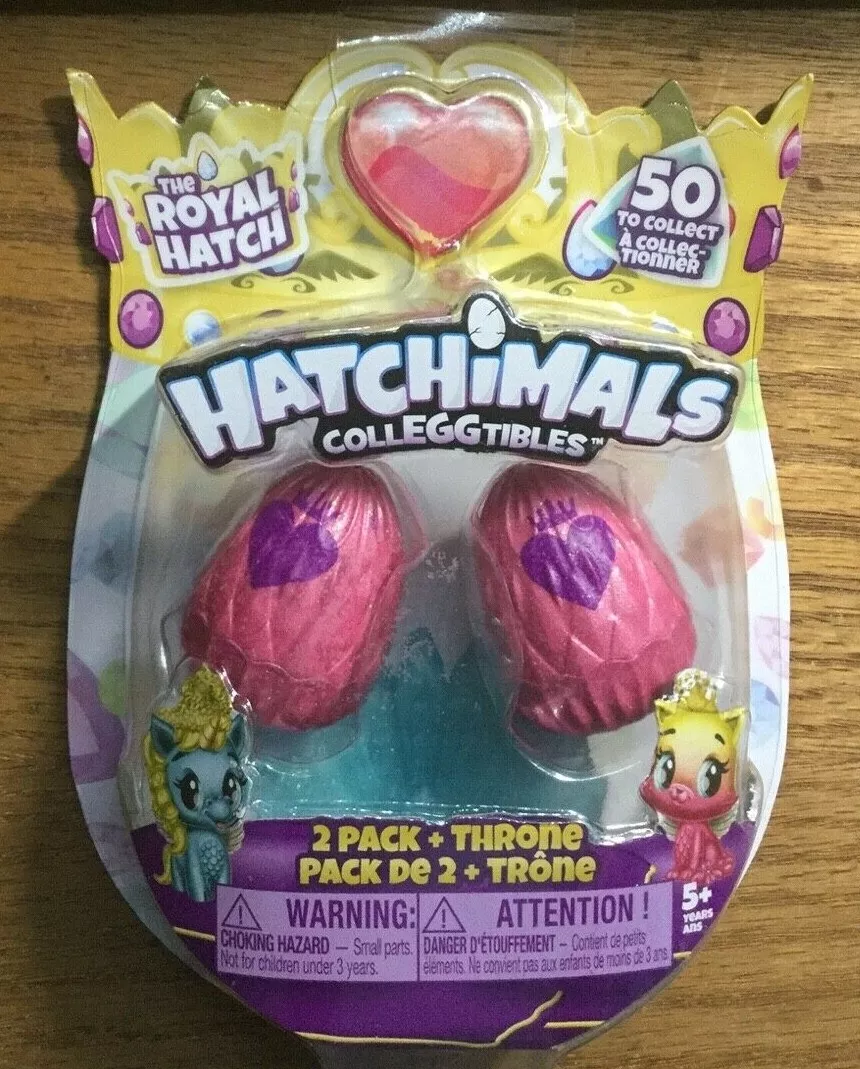 THE
ROYAL
HATCH
50
TO COLLECT
À COLLEC-
TIONNER
HATCHiMALS
COLLEGGTIBLES™
2 PACK + THRONE
PACK DE 2 + TRÔNE
5+
YEARS
ANS
WARNING:
CHOKING HAZARD — Small parts.
Not for children under 3 years.
ATTENTION !
DANGER D'ÉTOUFFEMENT – Contient de petits
éléments. Ne convient pas aux enfants de moins de 3 ans.